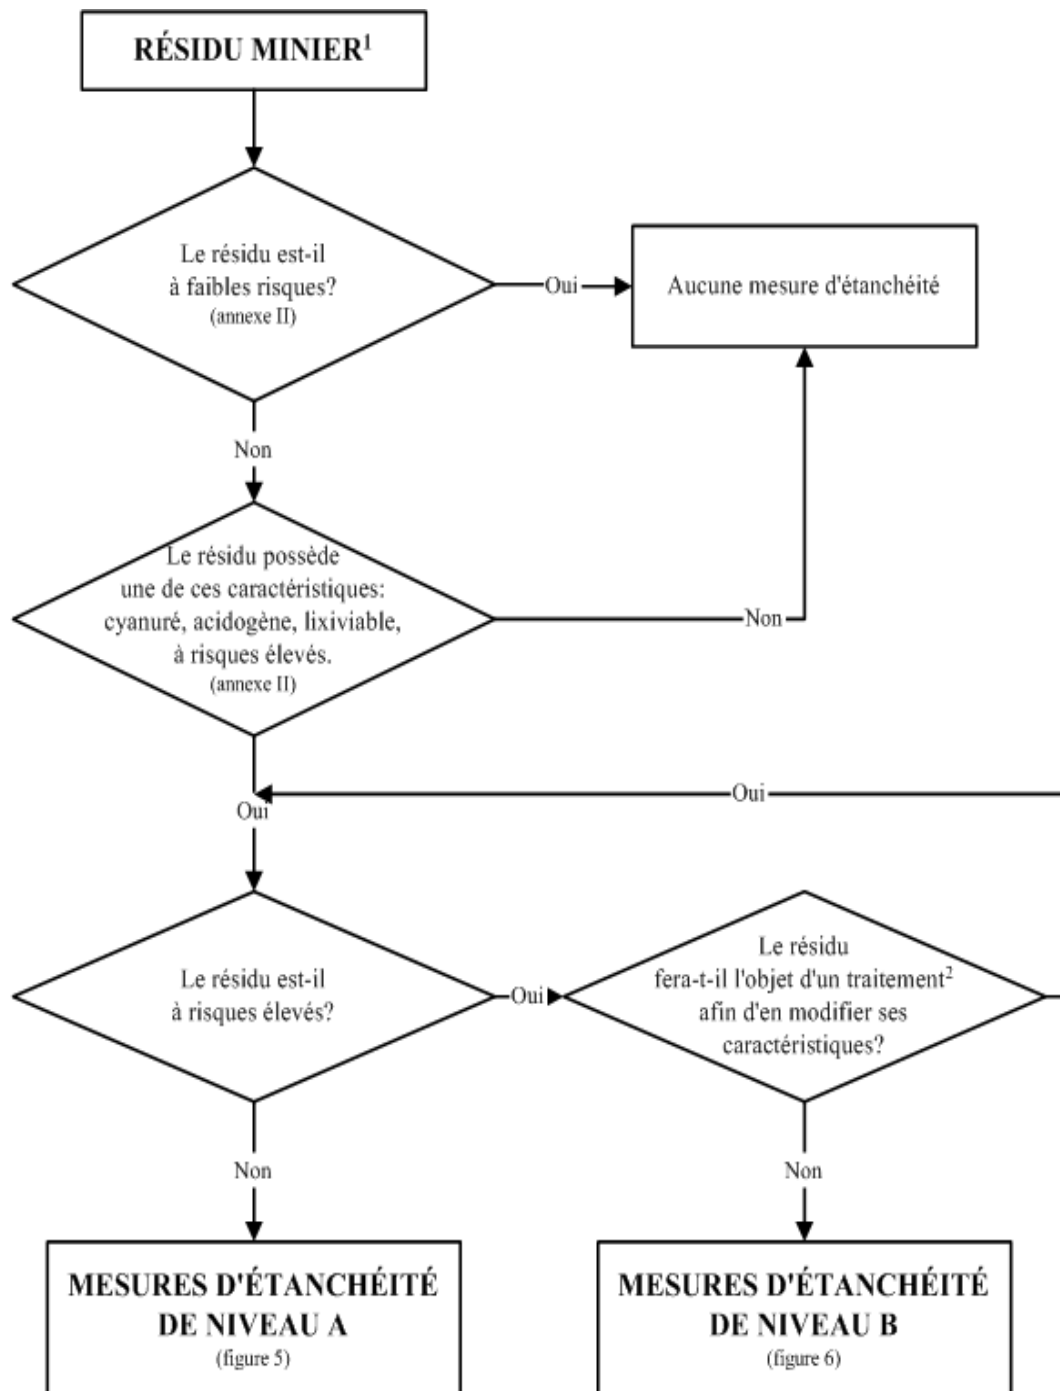 RÉSIDU MINIER¹
Le résidu est-il
à faibles risques?
(annexe II)
Oui
Aucune mesure d'étanchéité
Non
Le résidu possède
une de ces caractéristiques:
cyanuré, acidogène, lixiviable,
à risques élevés.
(annexe II)
Non
Oui
Oui
Le résidu est-il
à risques élevés?
Oui
Le résidu
fera-t-il l'objet d'un traitement²
afin d'en modifier ses
caractéristiques?
Non
Non
MESURES D'ÉTANCHÉITÉ
DE NIVEAU A
(figure 5)
MESURES D'ÉTANCHÉITÉ
DE NIVEAU B
(figure 6)